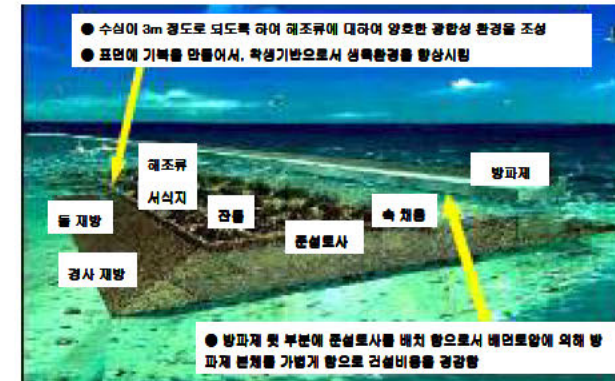 ● 수심이 3m 정도로 되도록 하여 해조류에 대하여 양호한 광합성 환경을 조성
● 표면에 기복을 만들어서, 착생기반으로서 생육환경을 향상시킴
해조류
서식지
방파제
돌 제방
잔돌
속 채움
준설토사
경사 제방
● 방파제 뒷 부분에 준설토사를 배치 함으로서 배면토압에 의해 방
파제 본체를 가볍게 함으로 건설비용을 경감함